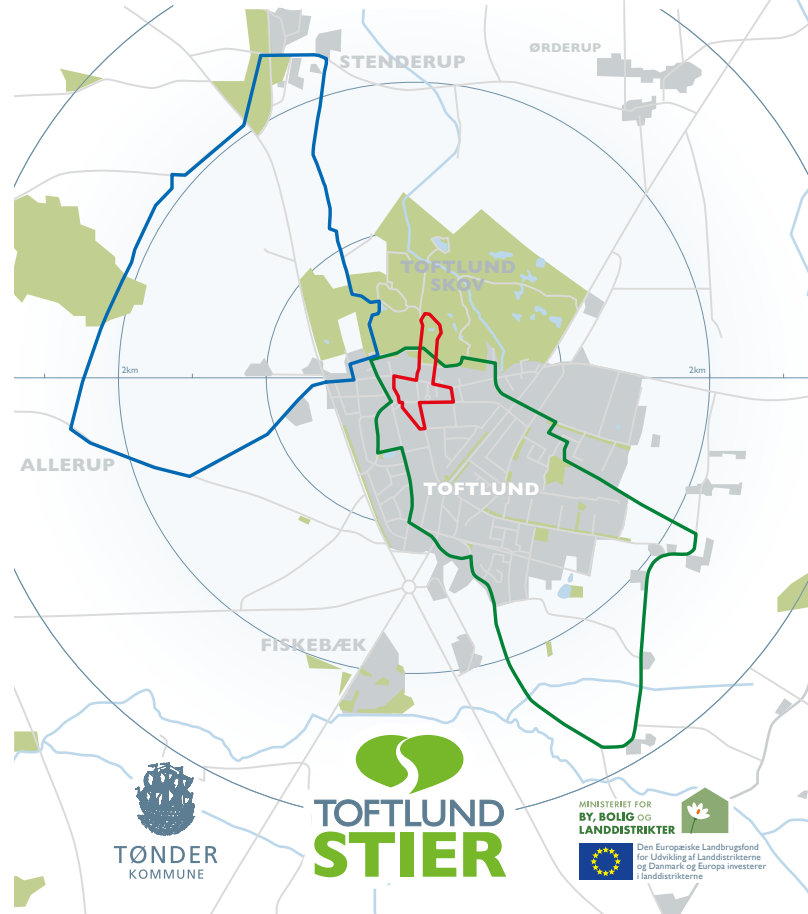 STENDERUP
ØRDERUP
TOFTLUND
SKOV
2km
2km
ALLERUP
TOFTLUND
FISKEBÆK
TØNDER
KOMMUNE
TOFTLUND
STIER
MINISTERIET FOR
BY, BOLIG OG
LANDDISTRIKTER
Den Europæiske Landbrugsfond
for Udvikling af Landdistrikterne
og Danmark og Europa investerer
i landdistrikterne